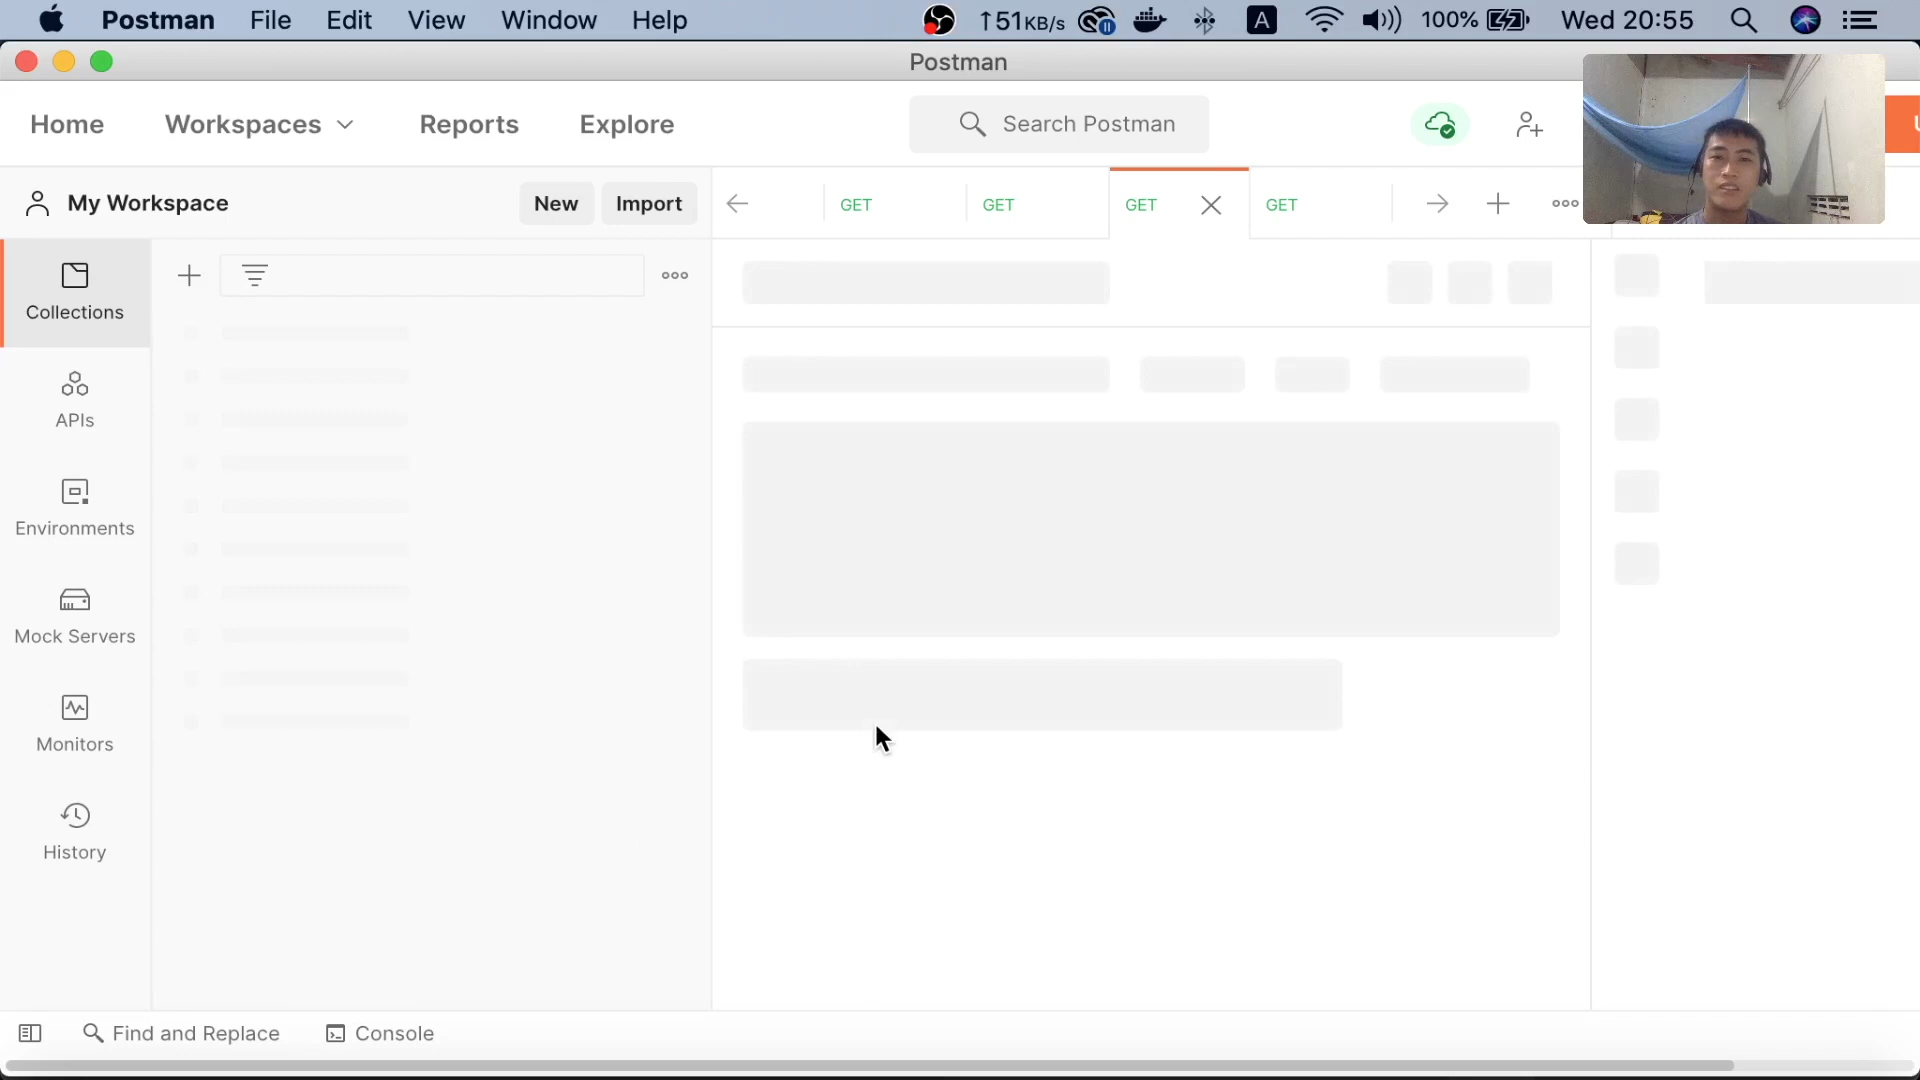 Postman File Edit View Window Help ↑51KB/s A 100% Wed 20:55
Postman
Home Workspaces Reports Explore Search Postman
My Workspace New Import GET GET GET GET
Collections
APIs
Environments
Mock Servers
Monitors
History
Find and Replace Console